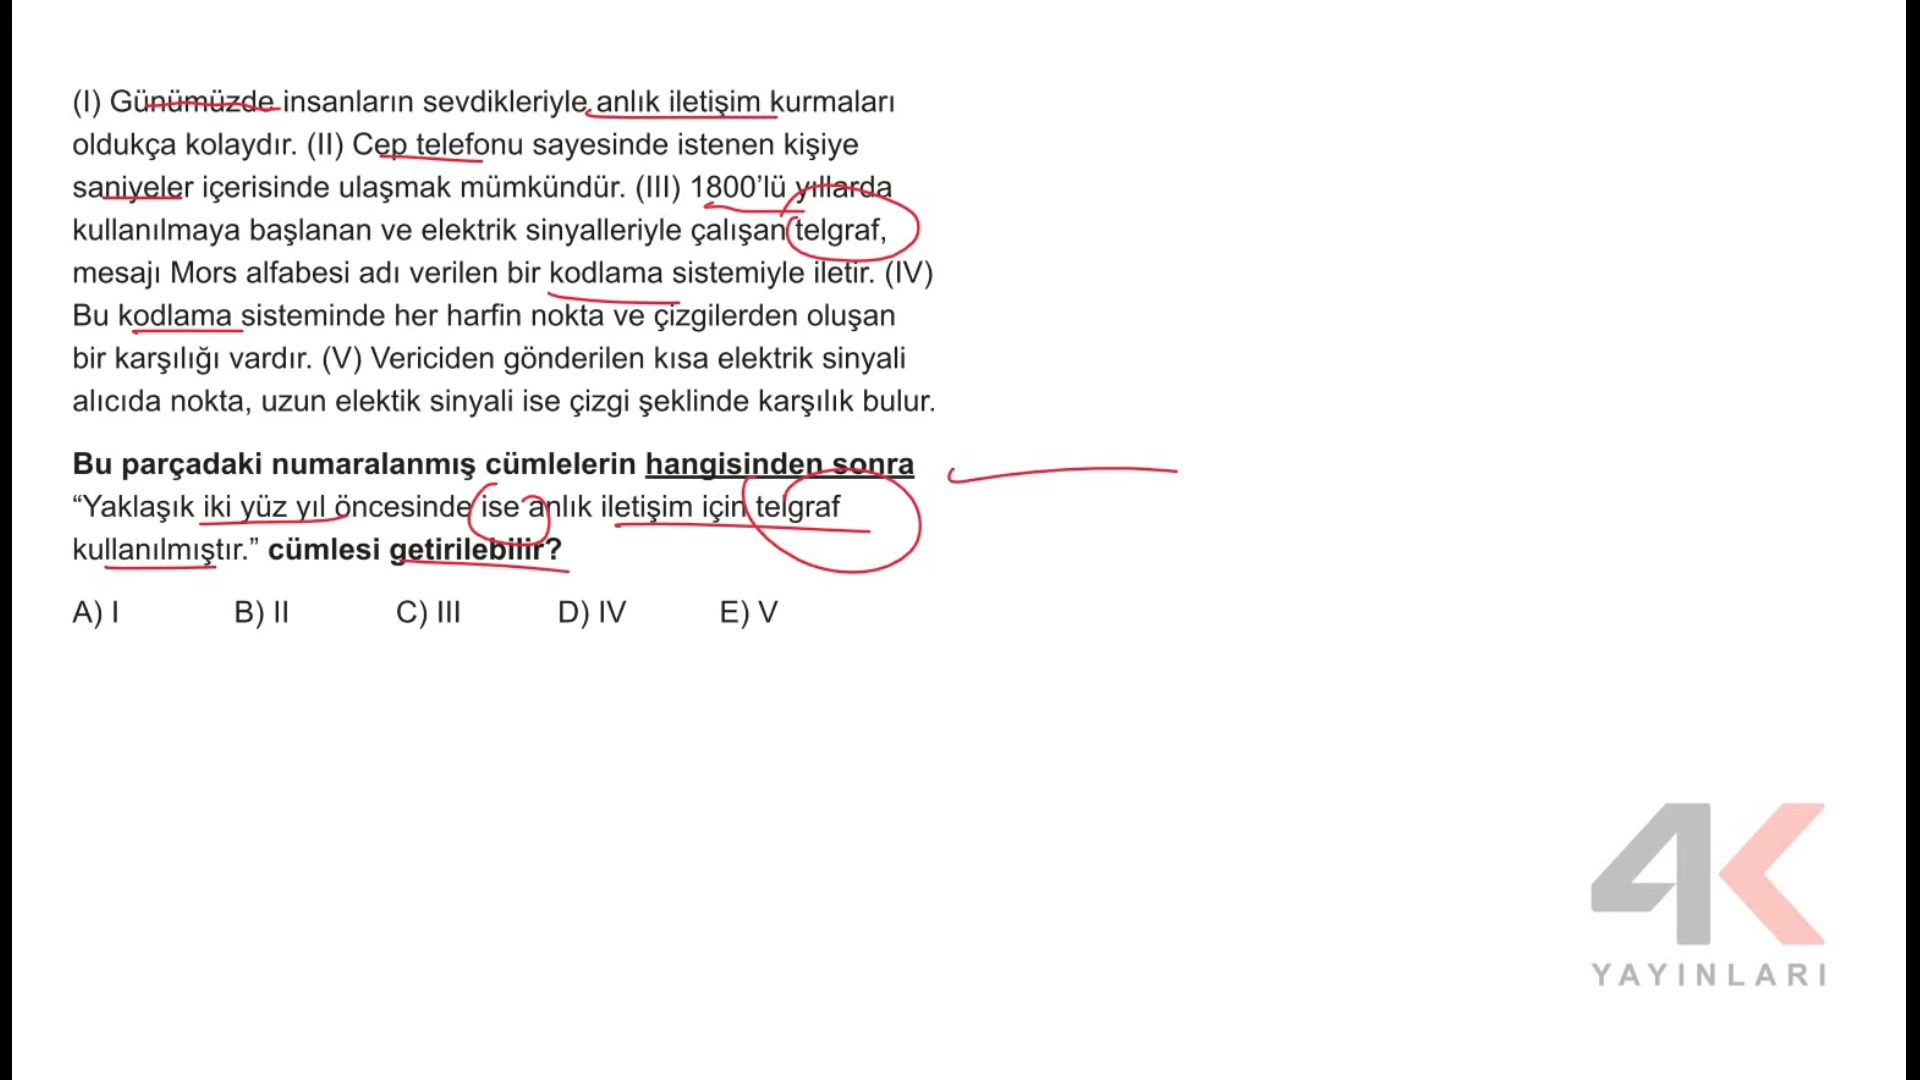 (I) Günümüzde insanların sevdikleriyle anlık iletişim kurmaları
oldukça kolaydır. (II) Cep telefonu sayesinde istenen kişiye
saniyeler içerisinde ulaşmak mümkündür. (III) 1800’lü yıllarda
kullanılmaya başlanan ve elektrik sinyalleriyle çalışan telgraf,
mesajı Mors alfabesi adı verilen bir kodlama sistemiyle iletir. (IV)
Bu kodlama sisteminde her harfin nokta ve çizgilerden oluşan
bir karşılığı vardır. (V) Vericiden gönderilen kısa elektrik sinyali
alıcıda nokta, uzun elektik sinyali ise çizgi şeklinde karşılık bulur.
Bu parçadaki numaralanmış cümlelerin hangisinden sonra
“Yaklaşık iki yüz yıl öncesinde ise anlık iletişim için telgraf
kullanılmıştır.” cümlesi getirilebilir?
A) I B) II C) III D) IV E) V
4K
YAYINLARI